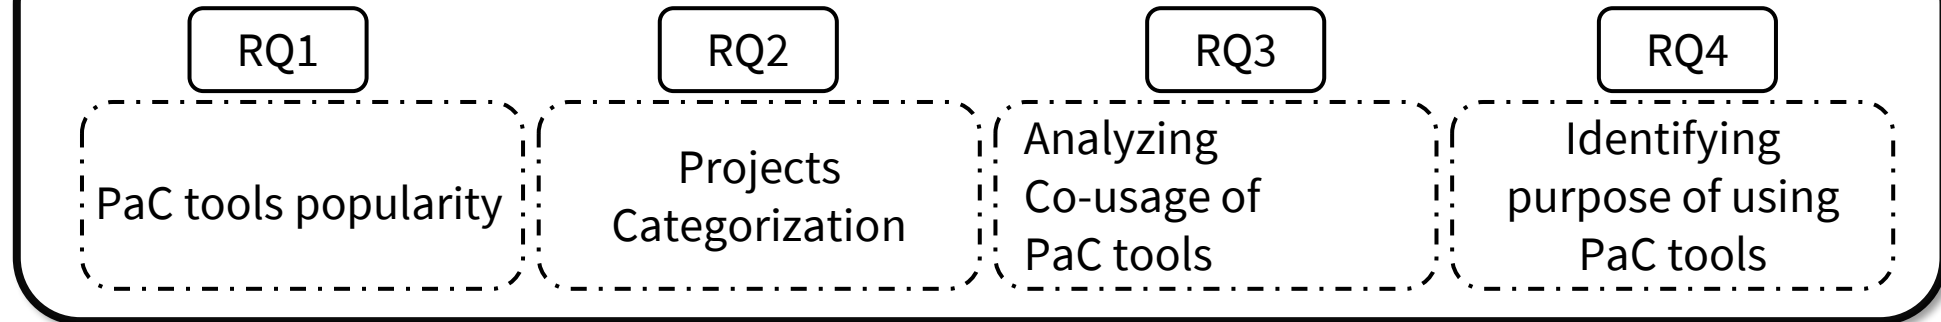 RQ1
PaC tools popularity
RQ2
Projects
Categorization
RQ3
Analyzing
Co-usage of
PaC tools
RQ4
Identifying
purpose of using
PaC tools